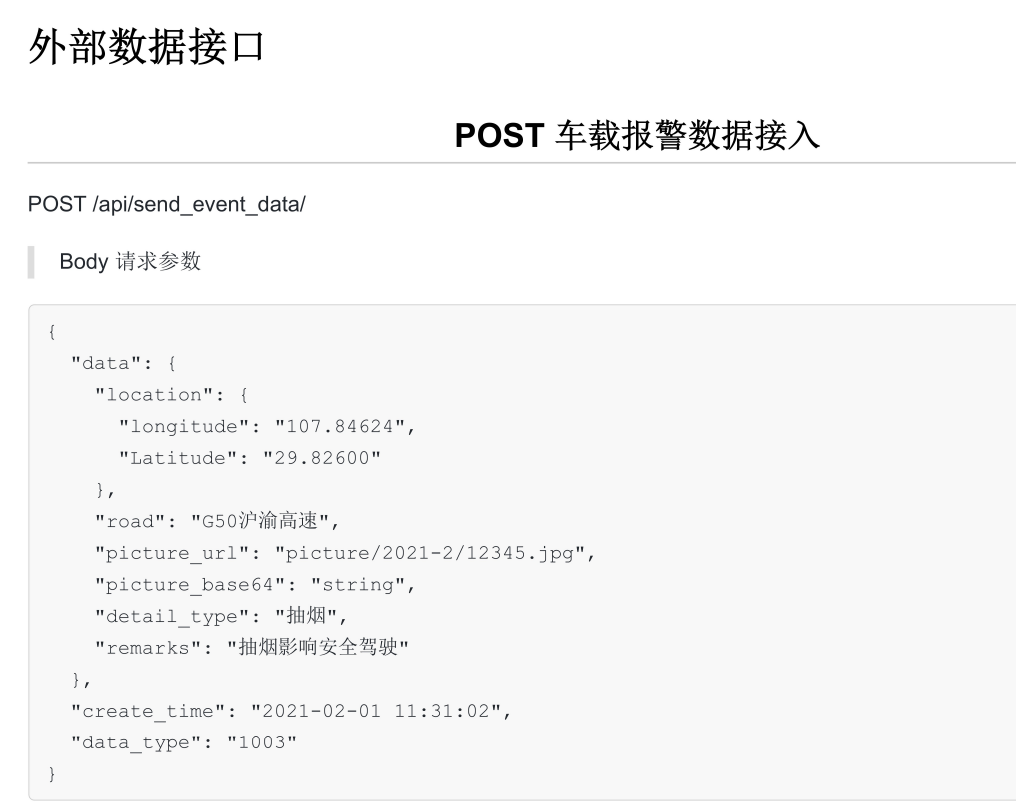 外部数据接口
POST 车载报警数据接入
POST /api/send_event_data/
Body 请求参数
{
  "data": {
    "location": {
      "longitude": "107.84624",
      "Latitude": "29.82600"
    },
    "road": "G50沪渝高速",
    "picture_url": "picture/2021-2/12345.jpg",
    "picture_base64": "string",
    "detail_type": "抽烟",
    "remarks": "抽烟影响安全驾驶"
  },
  "create_time": "2021-02-01 11:31:02",
  "data_type": "1003"
}